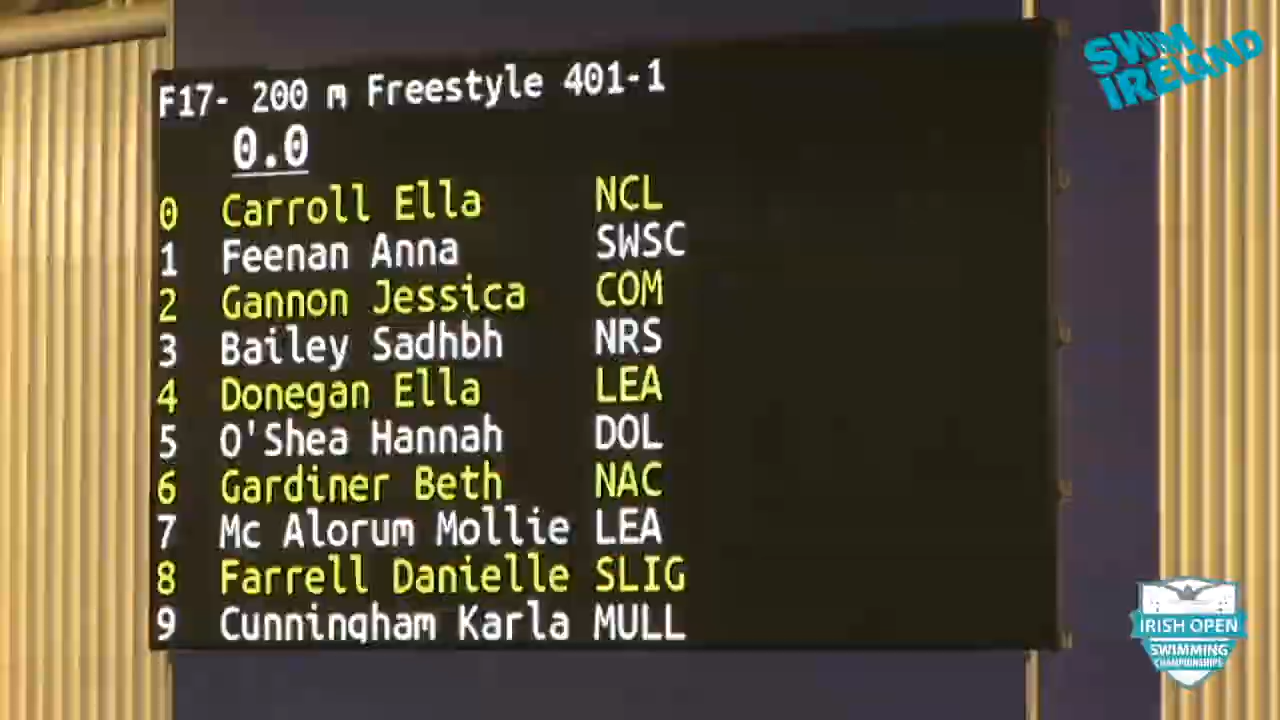 SWIM
IRELAND
F17- 200 m Freestyle 401-1
0.0
0 Carroll Ella NCL
1 Feenan Anna SWSC
2 Gannon Jessica COM
3 Bailey Sadhbh NRS
4 Donegan Ella LEA
5 O'Shea Hannah DOL
6 Gardiner Beth NAC
7 Mc Alorum Mollie LEA
8 Farrell Danielle SLIG
9 Cunningham Karla MULL
IRISH OPEN
SWIMMING
CHAMPIONSHIPS